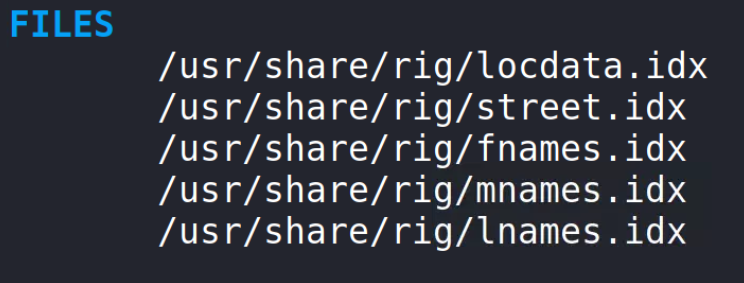 FILES
/usr/share/rig/locdata.idx
/usr/share/rig/street.idx
/usr/share/rig/fnames.idx
/usr/share/rig/mnames.idx
/usr/share/rig/lnames.idx